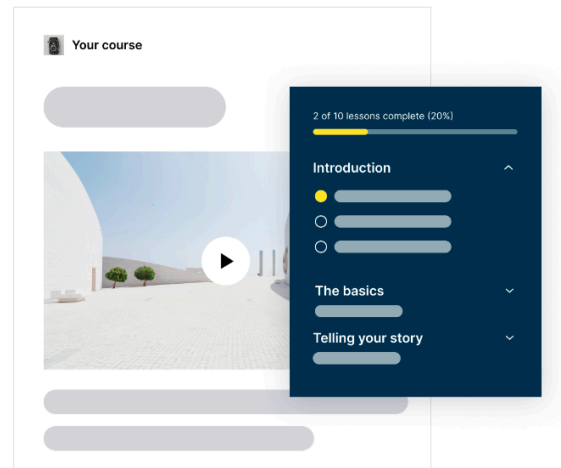 Your course
2 of 10 lessons complete (20%)
Introduction
The basics
Telling your story